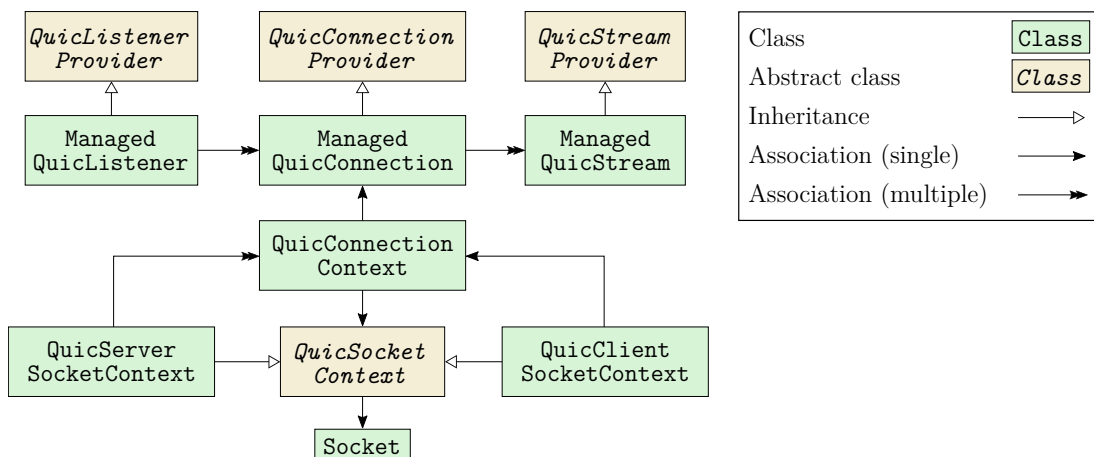 QuicListener
Provider
QuicConnection
Provider
QuicStream
Provider
Managed
QuicListener
Managed
QuicConnection
Managed
QuicStream
QuicConnection
Context
QuicServer
SocketContext
QuicSocket
Context
QuicClient
SocketContext
Socket
Class Class
Abstract class Class
Inheritance
Association (single)
Association (multiple)